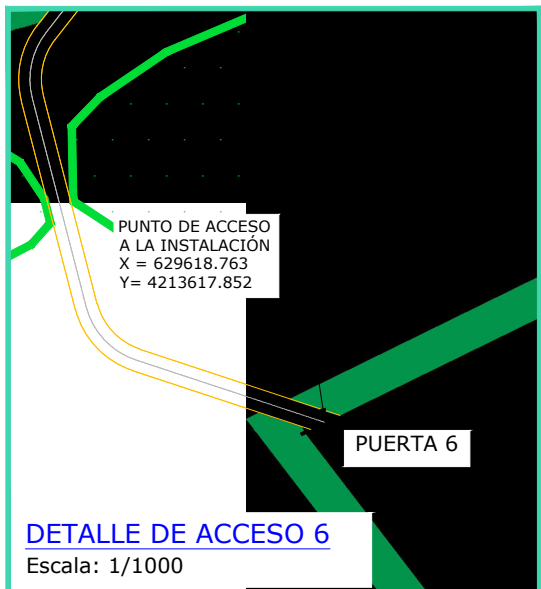 PUNTO DE ACCESO
A LA INSTALACIÓN
X = 629618.763
Y= 4213617.852
PUERTA 6
DETALLE DE ACCESO 6
Escala: 1/1000